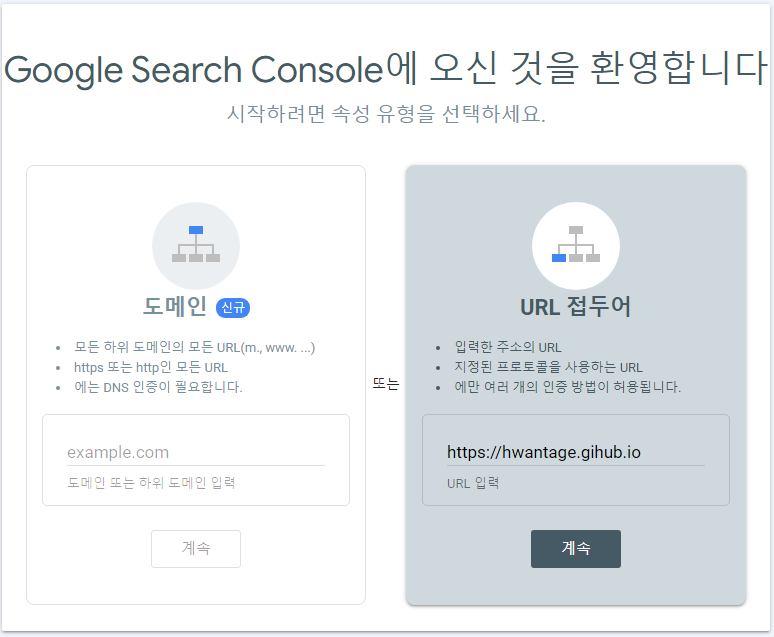 Google Search Console에 오신 것을 환영합니다
시작하려면 속성 유형을 선택하세요.
도메인 신규
모든 하위 도메인의 모든 URL(m., www. ...)
https 또는 http인 모든 URL
에는 DNS 인증이 필요합니다.
example.com
도메인 또는 하위 도메인 입력
계속
또는
URL 접두어
입력한 주소의 URL
지정된 프로토콜을 사용하는 URL
에만 여러 개의 인증 방법이 허용됩니다.
https://hwantage.gihub.io
URL 입력
계속